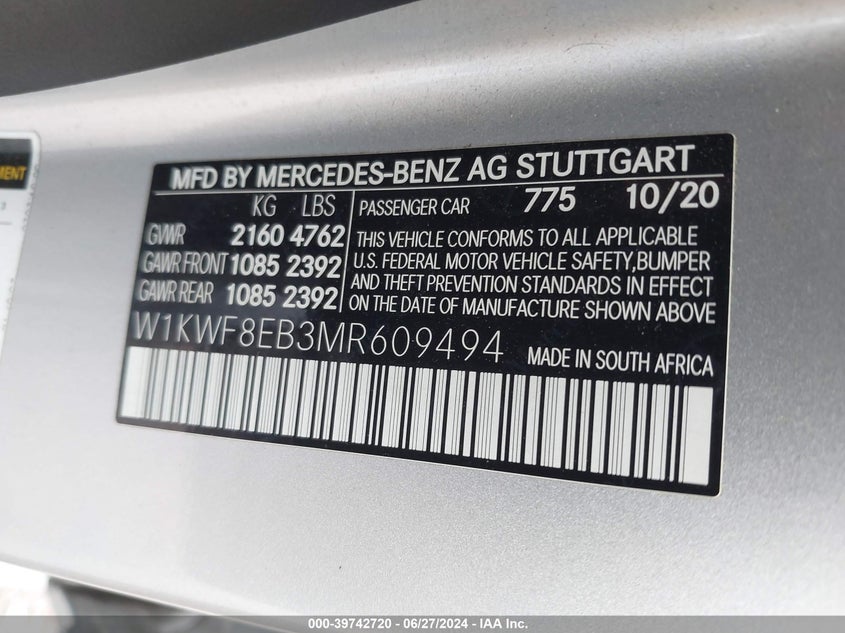 MENT
MFD BY MERCEDES-BENZ AG STUTTGART
KG LBS
GVWR 2160 4762
GAWR FRONT 1085 2392
GAWR REAR 1085 2392
PASSENGER CAR 775 10/20
THIS VEHICLE CONFORMS TO ALL APPLICABLE
U.S. FEDERAL MOTOR VEHICLE SAFETY,BUMPER
AND THEFT PREVENTION STANDARDS IN EFFECT
ON THE DATE OF MANUFACTURE SHOWN ABOVE
W1KWF8EB3MR609494 MADE IN SOUTH AFRICA
000-39742720 - 06/27/2024 - IAA Inc.